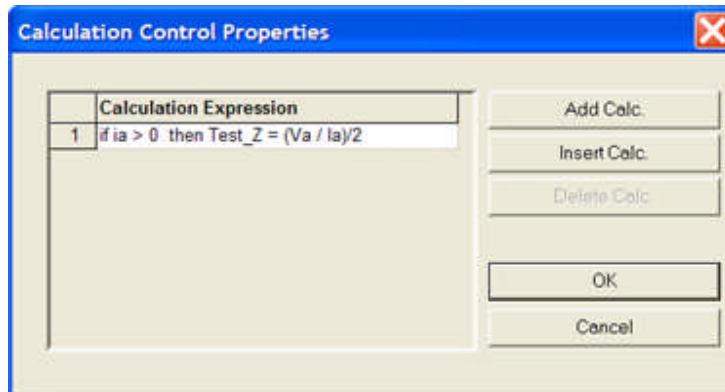 Calculation Control Properties
Calculation Expression
1 if ia > 0 then Test_Z = (Va / Ia)/2
Add Calc.
Insert Calc.
Delete Calc
OK
Cancel